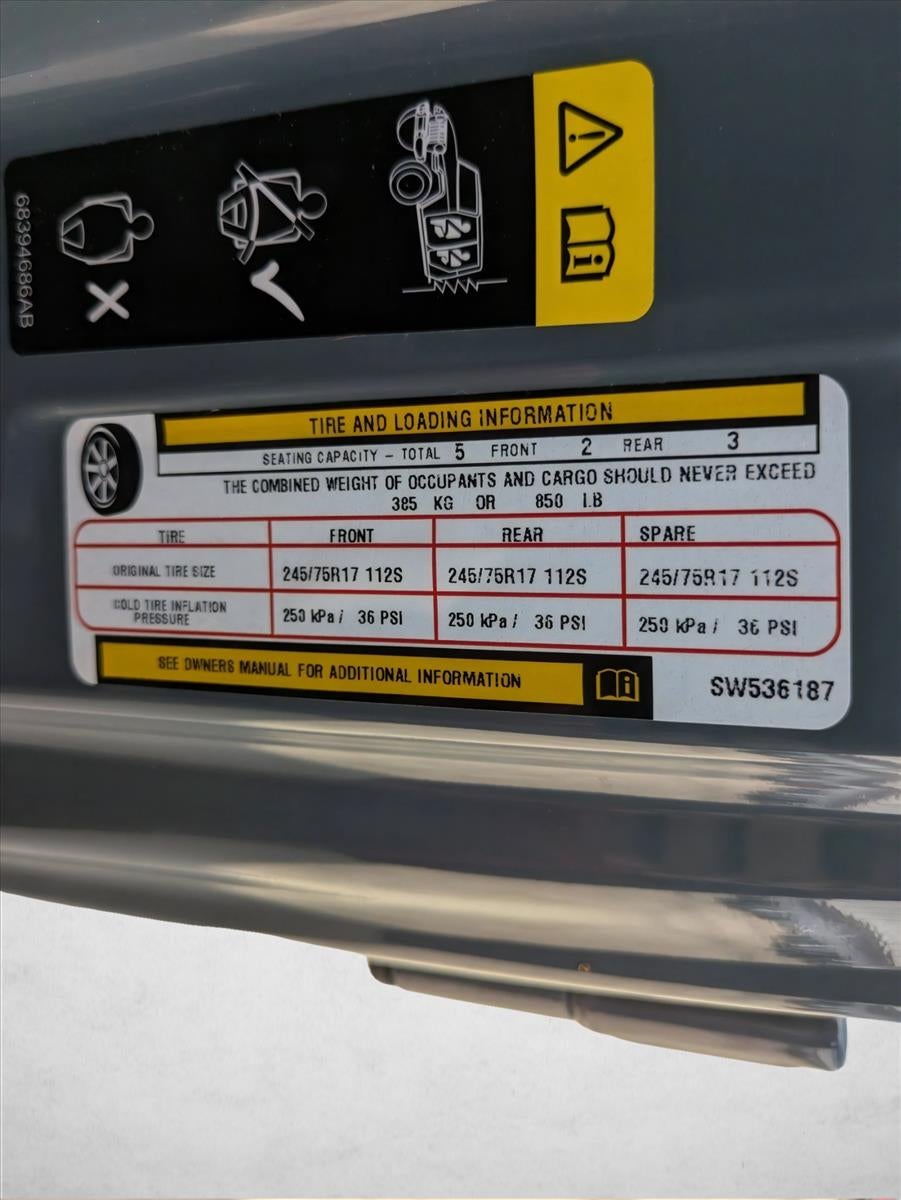 68394686AB
TIRE AND LOADING INFORMATION
SEATING CAPACITY – TOTAL 5 FRONT 2 REAR 3
THE COMBINED WEIGHT OF OCCUPANTS AND CARGO SHOULD NEVER EXCEED
385 KG OR 850 LB
TIRE FRONT REAR SPARE
ORIGINAL TIRE SIZE 245/75R17 112S 245/75R17 112S 245/75R17 112S
COLD TIRE INFLATION
PRESSURE 250 kPa / 36 PSI 250 kPa / 36 PSI 250 kPa / 36 PSI
SEE OWNERS MANUAL FOR ADDITIONAL INFORMATION
SW536187